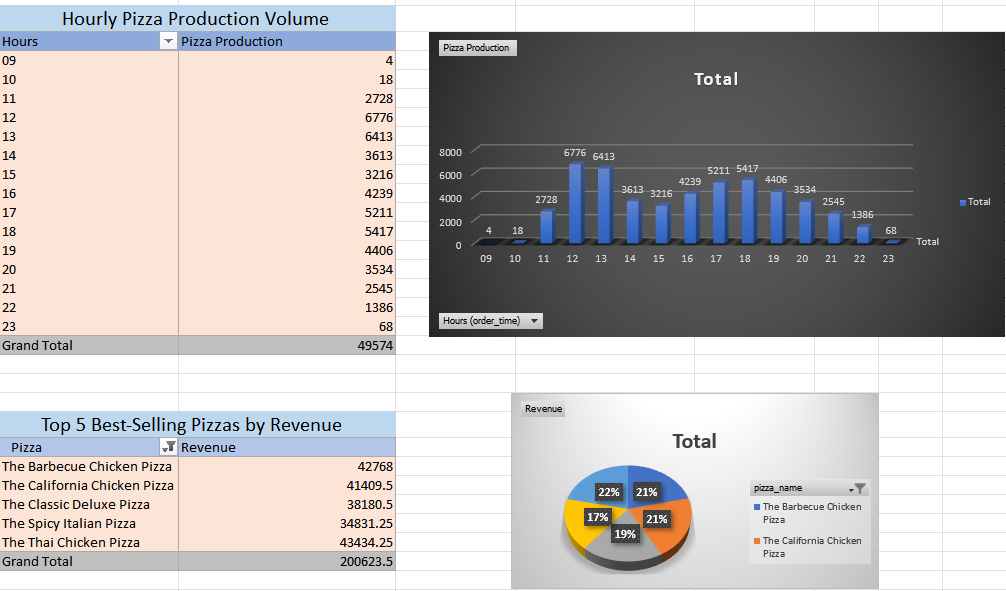 Hourly Pizza Production Volume
Hours Pizza Production
09 4
10 18
11 2728
12 6776
13 6413
14 3613
15 3216
16 4239
17 5211
18 5417
19 4406
20 3534
21 2545
22 1386
23 68
Grand Total 49574
Pizza Production
Total
8000
6000
4000
2000
0
4 18 2728 6776 6413 3613 3216 4239 5211 5417 4406 3534 2545 1386 68
Total
09 10 11 12 13 14 15 16 17 18 19 20 21 22 23
Total
Hours (order_time)
Top 5 Best-Selling Pizzas by Revenue
Pizza Revenue
The Barbecue Chicken Pizza 42768
The California Chicken Pizza 41409.5
The Classic Deluxe Pizza 38180.5
The Spicy Italian Pizza 34831.25
The Thai Chicken Pizza 43434.25
Grand Total 200623.5
Revenue
Total
22% 21%
17% 21%
19%
pizza_name
The Barbecue Chicken
Pizza
The California Chicken
Pizza